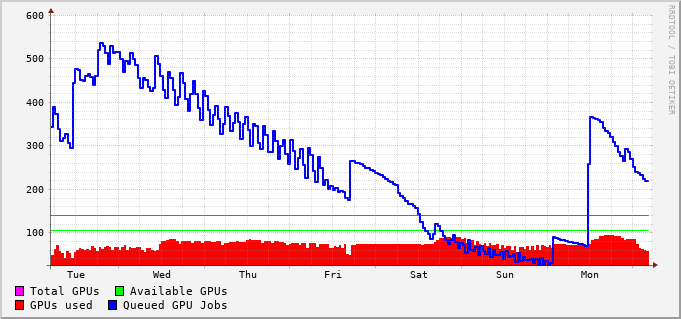 600
500
400
300
200
100
Tue Wed Thu Fri Sat Sun Mon
Total GPUs Available GPUs
GPUs used Queued GPU Jobs
RRDTOOL / TOBI OETIKER